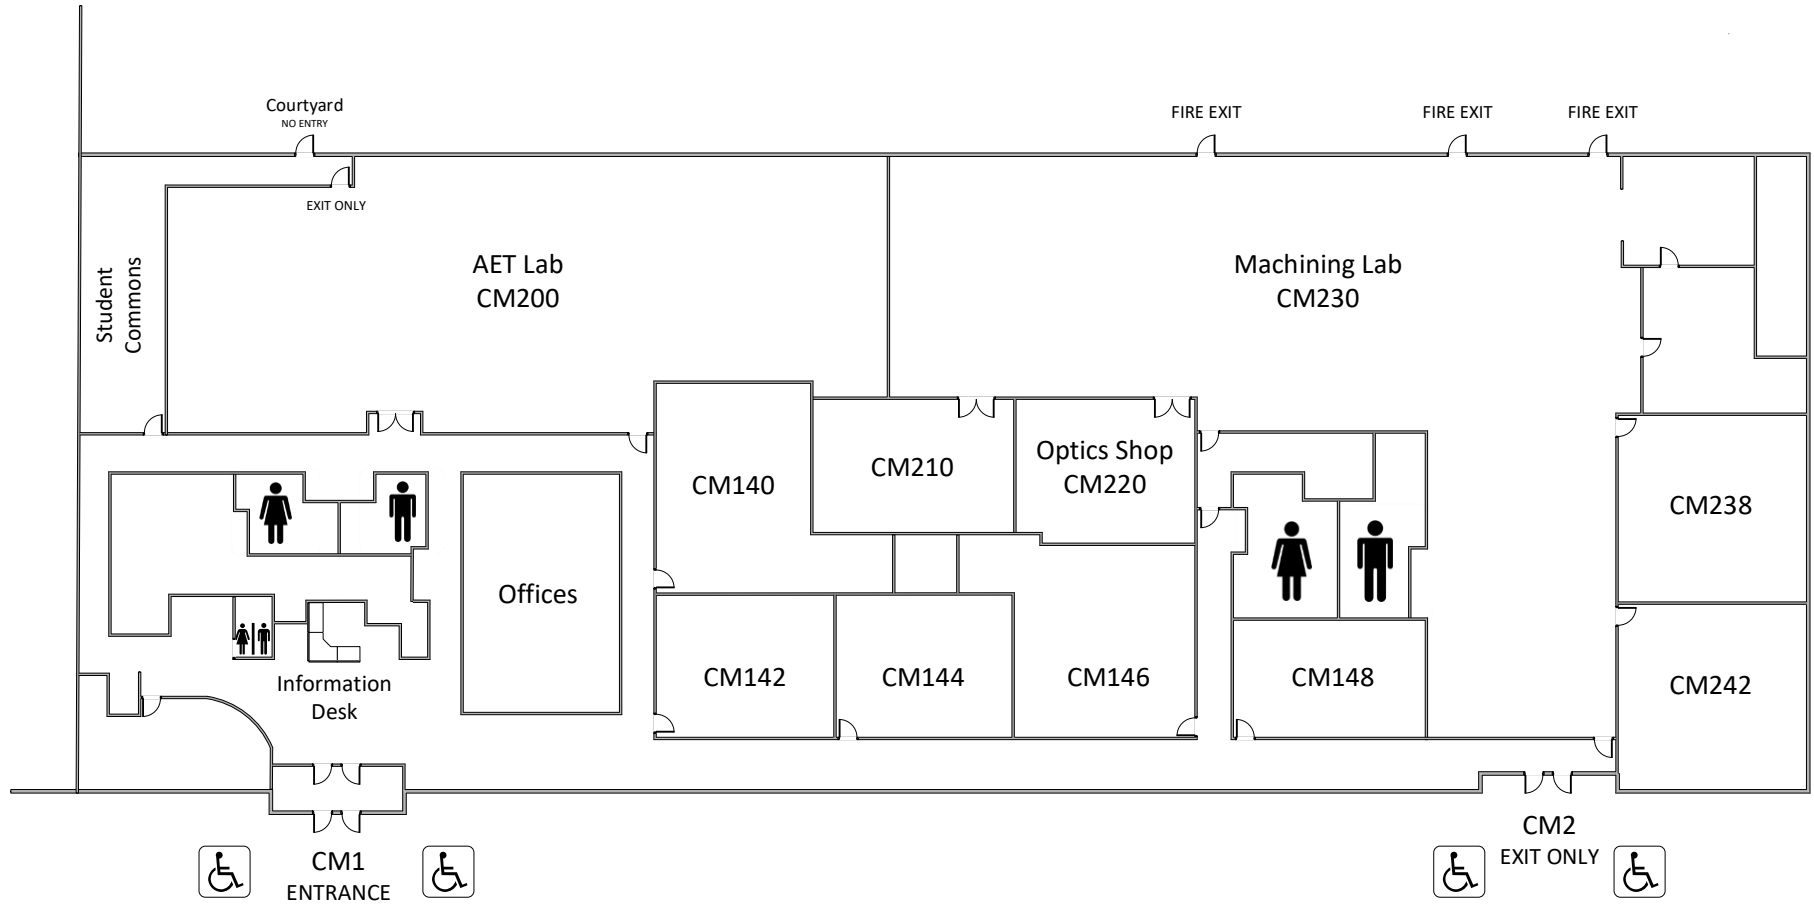 Courtyard
NO ENTRY
FIRE EXIT
FIRE EXIT
FIRE EXIT
EXIT ONLY
Student
Commons
AET Lab
CM200
Machining Lab
CM230
CM140
CM210
Optics Shop
CM220
CM238
Offices
CM142
CM144
CM146
CM148
CM242
Information
Desk
CM1
ENTRANCE
CM2
EXIT ONLY